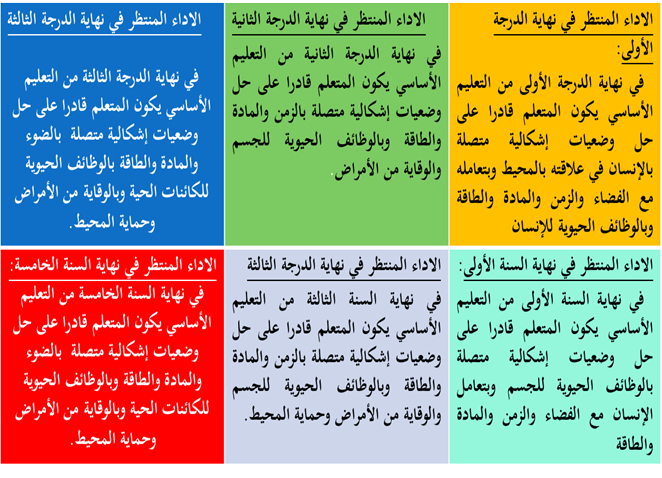 الاداء المنتظر في نهاية الدرجة
الأولى:
في نهاية الدرجة الأولى من التعليم
الأساسي يكون المتعلم قادرا على
حل وضعيات إشكالية متصلة
بالإنسان في علاقته بالمحيط وبتعامله
مع الفضاء والزمن والمادة والطاقة
وبالوظائف الحيوية للإنسان
الاداء المنتظر في نهاية الدرجة الثانية
في نهاية الدرجة الثانية من التعليم
الأساسي يكون المتعلم قادرا على حل
وضعيات إشكالية متصلة بالزمن والمادة
والطاقة وبالوظائف الحيوية للجسم
والوقاية من الأمراض.
الاداء المنتظر في نهاية الدرجة الثالثة
في نهاية الدرجة الثالثة من التعليم
الأساسي يكون المتعلم قادرا على حل
وضعيات إشكالية متصلة بالضوء
والمادة والطاقة بالوظائف الحيوية
للكائنات الحية وبالوقاية من الأمراض
وحماية المحيط.
الاداء المنتظر في نهاية السنة الأولى:
في نهاية السنة الأولى من التعليم
الأساسي يكون المتعلم قادرا على
حل وضعيات إشكالية متصلة
بالوظائف الحيوية للجسم وبتعامل
الإنسان مع الفضاء والزمن والمادة
والطاقة
الاداء المنتظر في نهاية الدرجة الثالثة
في نهاية السنة الثالثة من التعليم
الأساسي يكون المتعلم قادرا على حل
وضعيات إشكالية متصلة بالزمن والمادة
والطاقة وبالوظائف الحيوية للجسم
والوقاية من الأمراض وحماية المحيط.
الاداء المنتظر في نهاية السنة الخامسة:
في نهاية السنة الخامسة من التعليم
الأساسي يكون المتعلم قادرا على حل
وضعيات إشكالية متصلة بالضوء
والمادة والطاقة وبالوظائف الحيوية
للكائنات الحية وبالوقاية من الأمراض
وحماية المحيط.